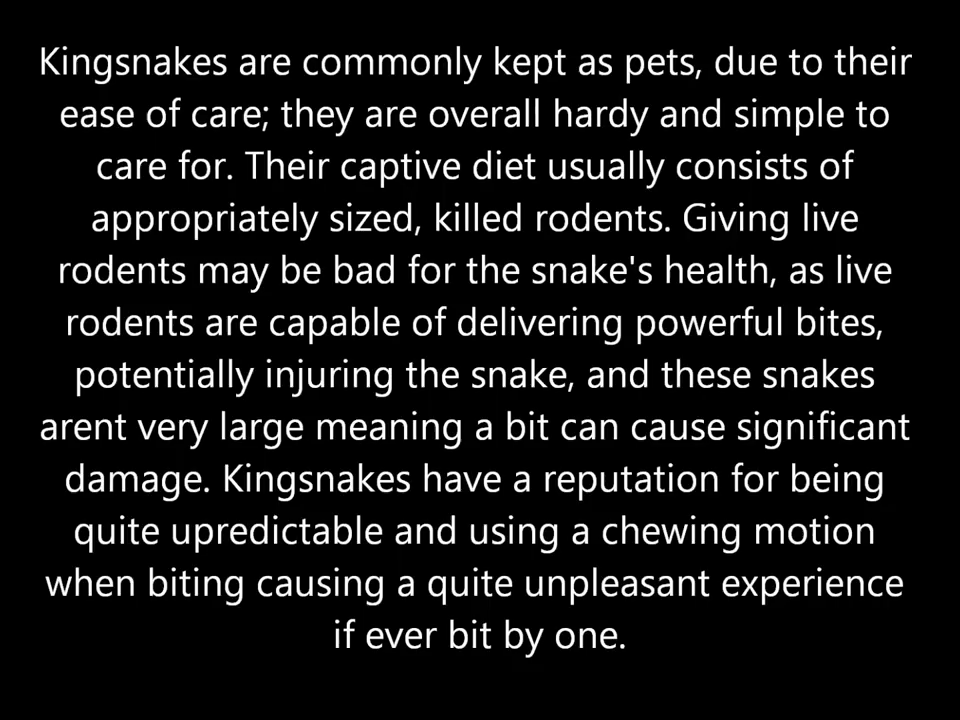 Kingsnakes are commonly kept as pets, due to their
ease of care; they are overall hardy and simple to
care for. Their captive diet usually consists of
appropriately sized, killed rodents. Giving live
rodents may be bad for the snake's health, as live
rodents are capable of delivering powerful bites,
potentially injuring the snake, and these snakes
arent very large meaning a bit can cause significant
damage. Kingsnakes have a reputation for being
quite upredictable and using a chewing motion
when biting causing a quite unpleasant experience
if ever bit by one.